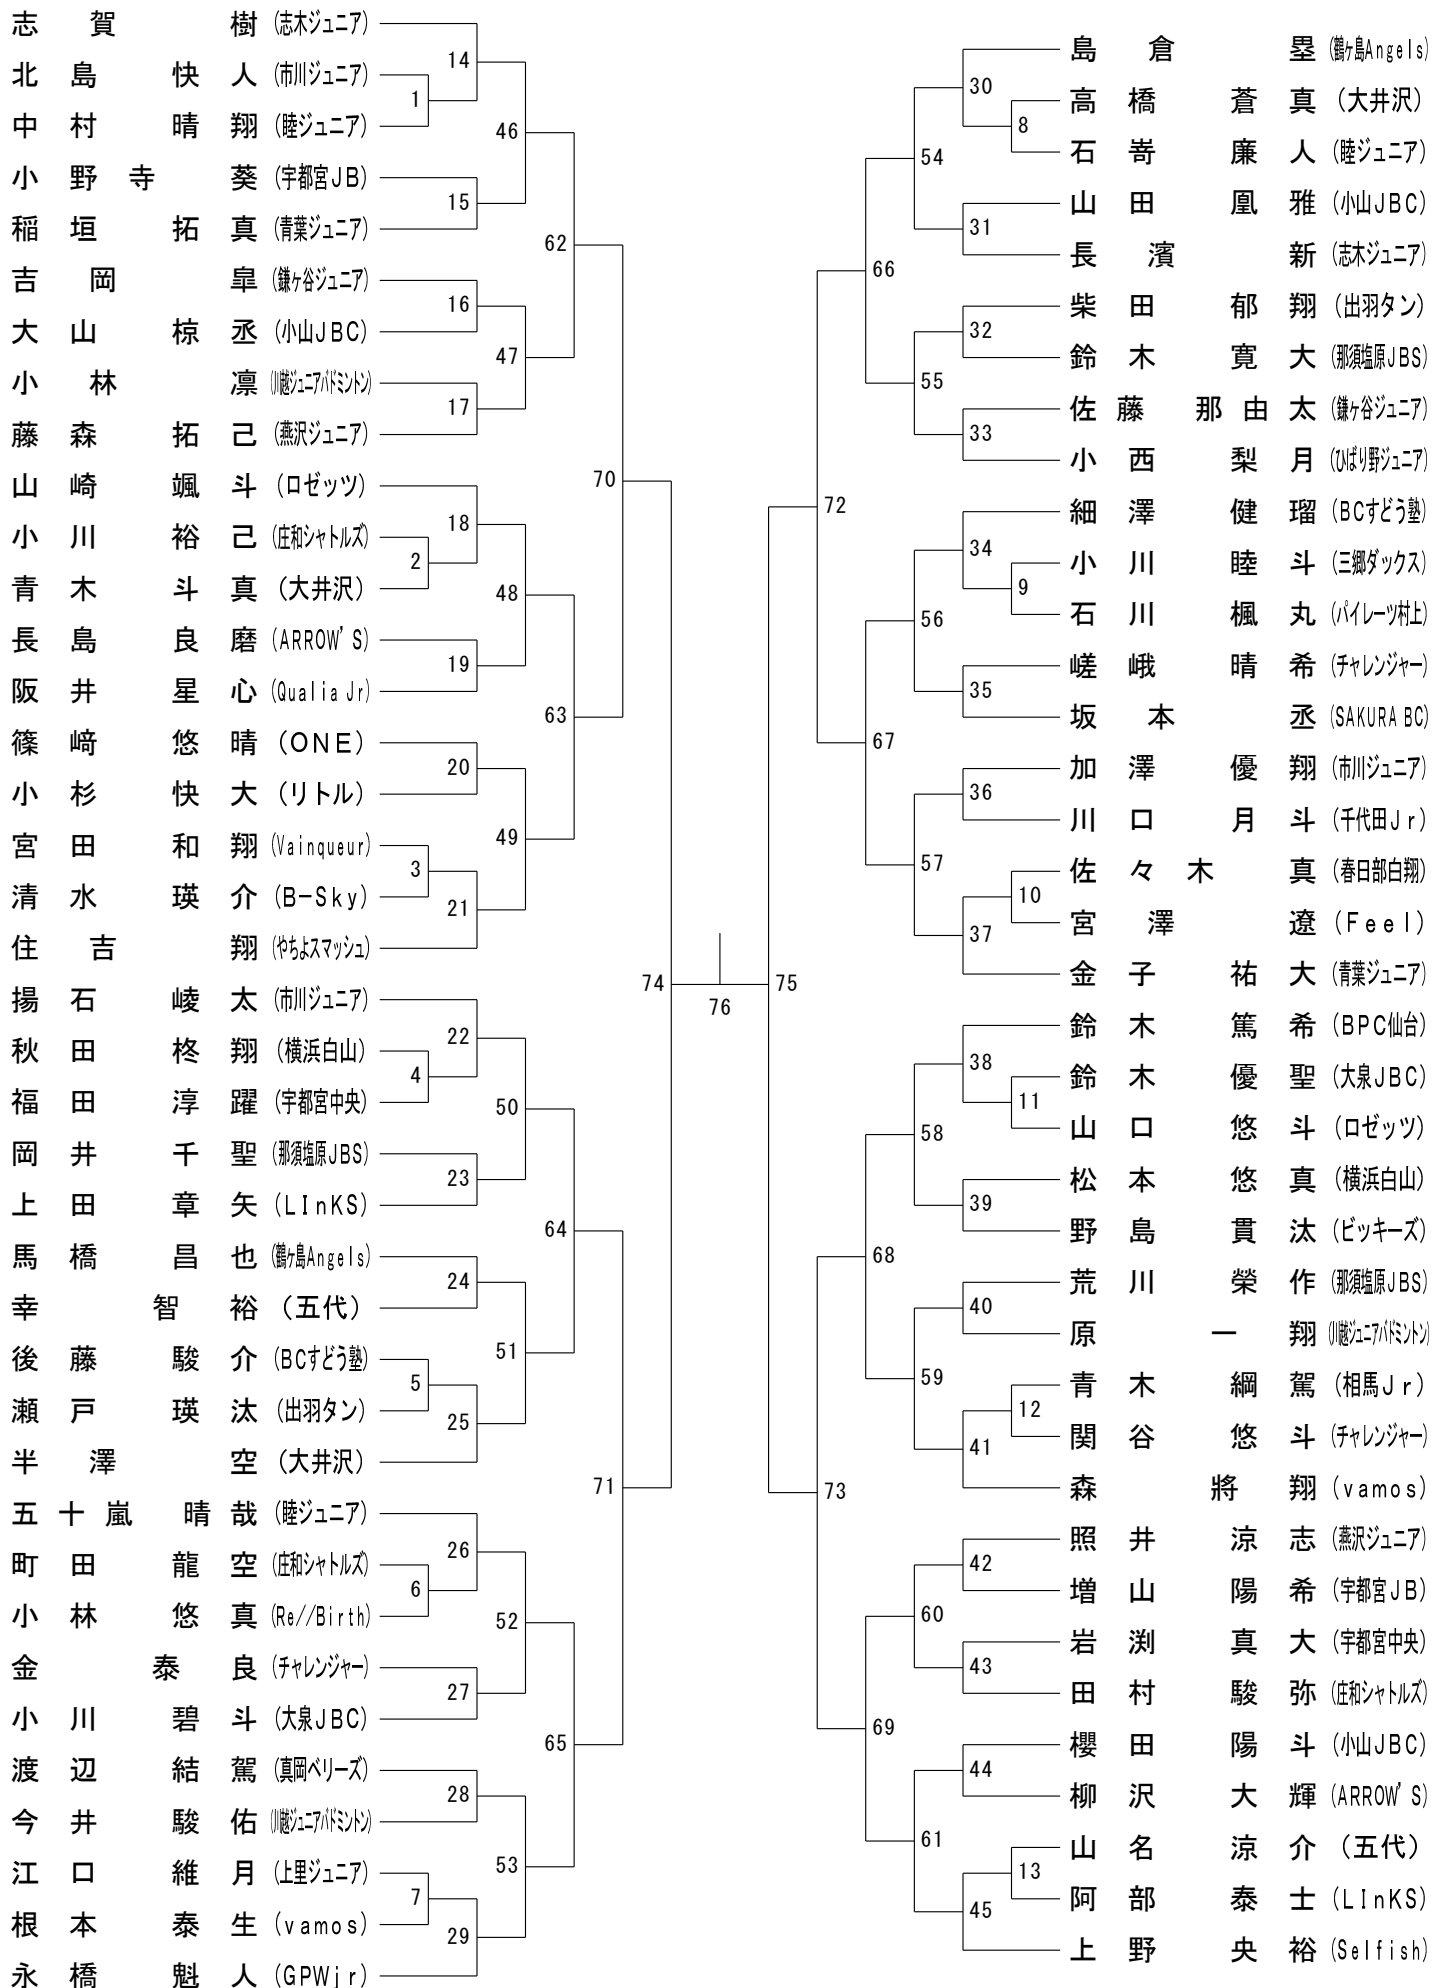 志賀 樹 (志木ジュニア)
北島 快人 (市川ジュニア)
中村 晴翔 (睦ジュニア)
小野寺 葵 (宇都宮JB)
稲垣 拓真 (青葉ジュニア)
吉岡 皐 (鎌ヶ谷ジュニア)
大山 椋丞 (小山JBC)
小林 凛 (川越ジュニアバドミントン)
藤森 拓己 (燕沢ジュニア)
山崎 颯斗 (ロゼッツ)
小川 裕己 (庄和シャトルズ)
青木 斗真 (大井沢)
長島 良磨 (ARROW'S)
阪井 星心 (Qualia Jr)
篠﨑 悠晴 (ONE)
小杉 快大 (リトル)
宮田 和翔 (Vainqueur)
清水 瑛介 (B-Sky)
住吉 翔 (やちよスマッシュ)
揚石 崚太 (市川ジュニア)
秋田 柊翔 (横浜白山)
福田 淳躍 (宇都宮中央)
岡井 千聖 (那須塩原JBS)
上田 章矢 (LInKS)
馬橋 昌也 (鶴ヶ島Angels)
幸 智裕 (五代)
後藤 駿介 (BCすどう塾)
瀬戸 瑛汰 (出羽タン)
半澤 空 (大井沢)
五十嵐 晴哉 (睦ジュニア)
町田 龍空 (庄和シャトルズ)
小林 悠真 (Re//Birth)
金 泰良 (チャレンジャー)
小川 碧斗 (大泉JBC)
渡辺 結駕 (真岡ベリーズ)
今井 駿佑 (川越ジュニアバドミントン)
江口 維月 (上里ジュニア)
根本 泰生 (vamos)
永橋 魁人 (GPWjr)
1
2
3
4
5
6
7
14
15
16
17
18
19
20
21
22
23
24
25
26
27
28
29
46
47
48
49
50
51
52
53
62
63
64
65
70
71
74
76
75
72
73
66
67
68
69
54
55
56
57
58
59
60
61
30
31
32
33
34
35
36
37
38
39
40
41
42
43
44
45
8
9
10
11
12
13
島倉 塁 (鶴ヶ島Angels)
高橋 蒼真 (大井沢)
石嵜 廉人 (睦ジュニア)
山田 凰雅 (小山JBC)
長濱 新 (志木ジュニア)
柴田 郁翔 (出羽タン)
鈴木 寛大 (那須塩原JBS)
佐藤 那由太 (鎌ヶ谷ジュニア)
小西 梨月 (ひばり野ジュニア)
細澤 健瑠 (BCすどう塾)
小川 睦斗 (三郷ダックス)
石川 楓丸 (パイレーツ村上)
嵯峨 晴希 (チャレンジャー)
坂本 丞 (SAKURA BC)
加澤 優翔 (市川ジュニア)
川口 月斗 (千代田Jr)
佐々木 真 (春日部白翔)
宮澤 遼 (Feel)
金子 祐大 (青葉ジュニア)
鈴木 篤希 (BPC仙台)
鈴木 優聖 (大泉JBC)
山口 悠斗 (ロゼッツ)
松本 悠真 (横浜白山)
野島 貫汰 (ビッキーズ)
荒川 榮作 (那須塩原JBS)
原 一翔 (川越ジュニアバドミントン)
青木 綱駕 (相馬Jr)
関谷 悠斗 (チャレンジャー)
森 將翔 (vamos)
照井 涼志 (燕沢ジュニア)
増山 陽希 (宇都宮JB)
岩渕 真大 (宇都宮中央)
田村 駿弥 (庄和シャトルズ)
櫻田 陽斗 (小山JBC)
柳沢 大輝 (ARROW'S)
山名 涼介 (五代)
阿部 泰士 (LInKS)
上野 央裕 (Selfish)